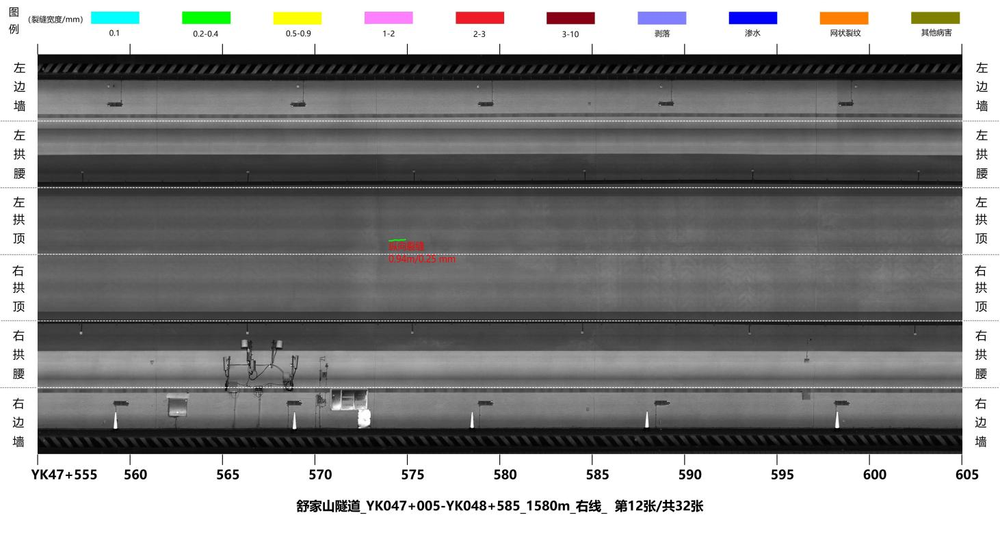 图例
(裂缝宽度/mm)
0.1
0.2-0.4
0.5-0.9
1-2
2-3
3-10
剥落
渗水
网状裂纹
其他病害
左边墙
左边墙
左拱腰
左拱腰
左拱顶
左拱顶
纵向裂缝
0.94m/0.25 mm
右拱顶
右拱顶
右拱腰
右拱腰
右边墙
右边墙
YK47+555 560 565 570 575 580 585 590 595 600 605
舒家山隧道_YK047+005-YK048+585_1580m_右线_ 第12张/共32张